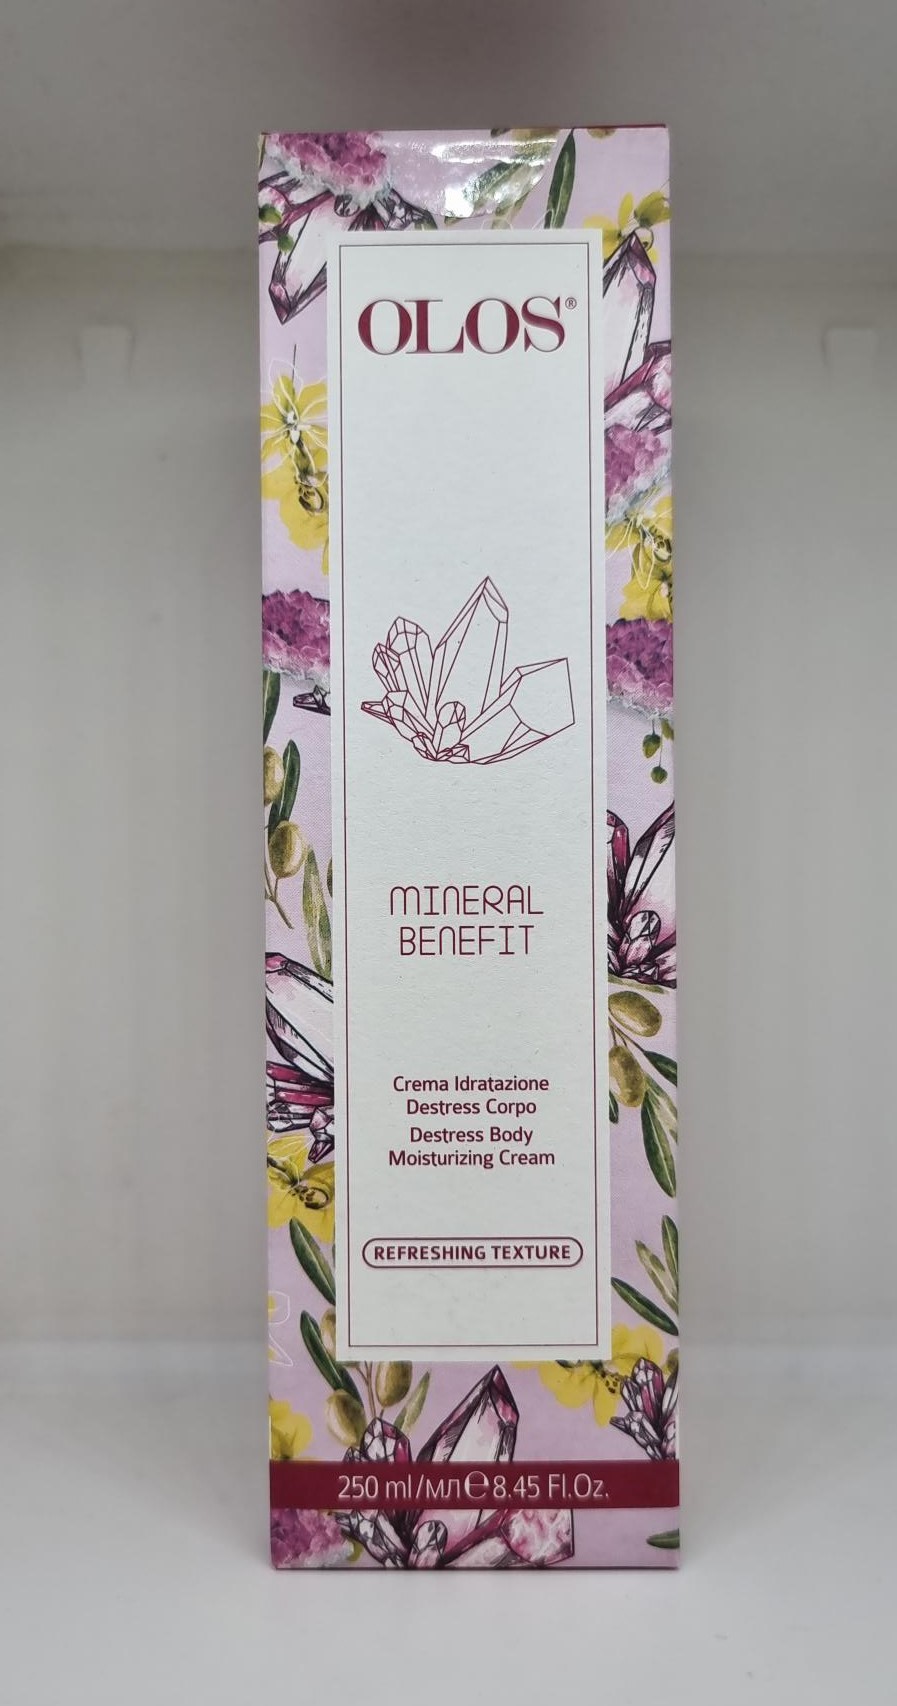 OLOS®
MINERAL
BENEFIT
Crema Idratazione
Destress Corpo
Destress Body
Moisturizing Cream
REFRESHING TEXTURE
250 ml/мл℮8.45 Fl.Oz.